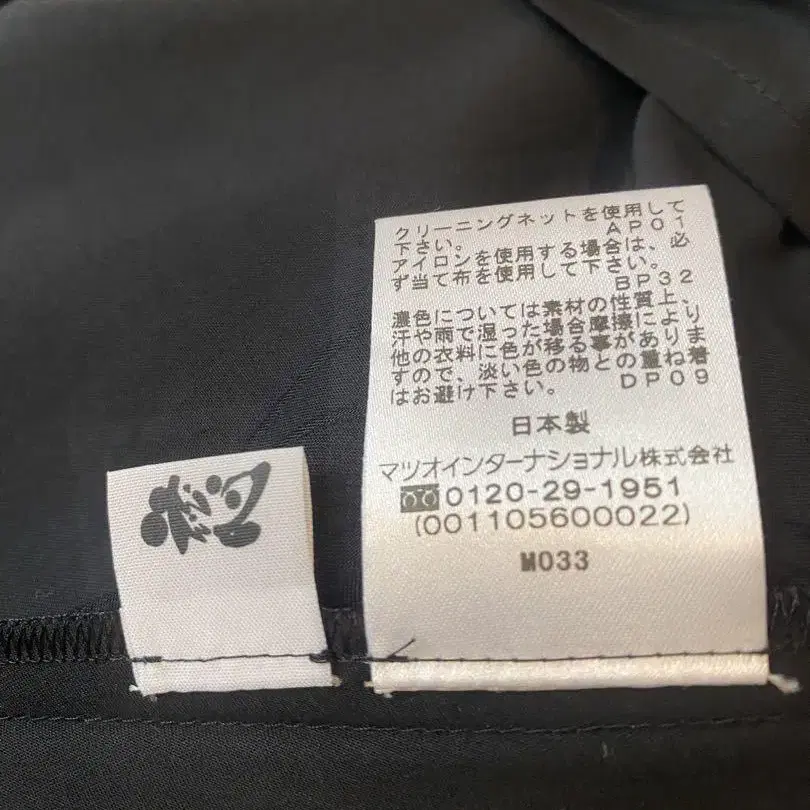 クリーニングネットを使用して
下さい。 AP01
アイロンを使用する場合は、必
ず当て布を使用して下さい。
BP32
濃色については素材の性質上、
汗や雨で湿った場合摩擦により
他の衣料に色が移る事がありま
すので、淡い色の物との重ね着
はお避け下さい。 DP09
日本製
マツオインターナショナル株式会社
0120-29-1951
(001105600022)
M033